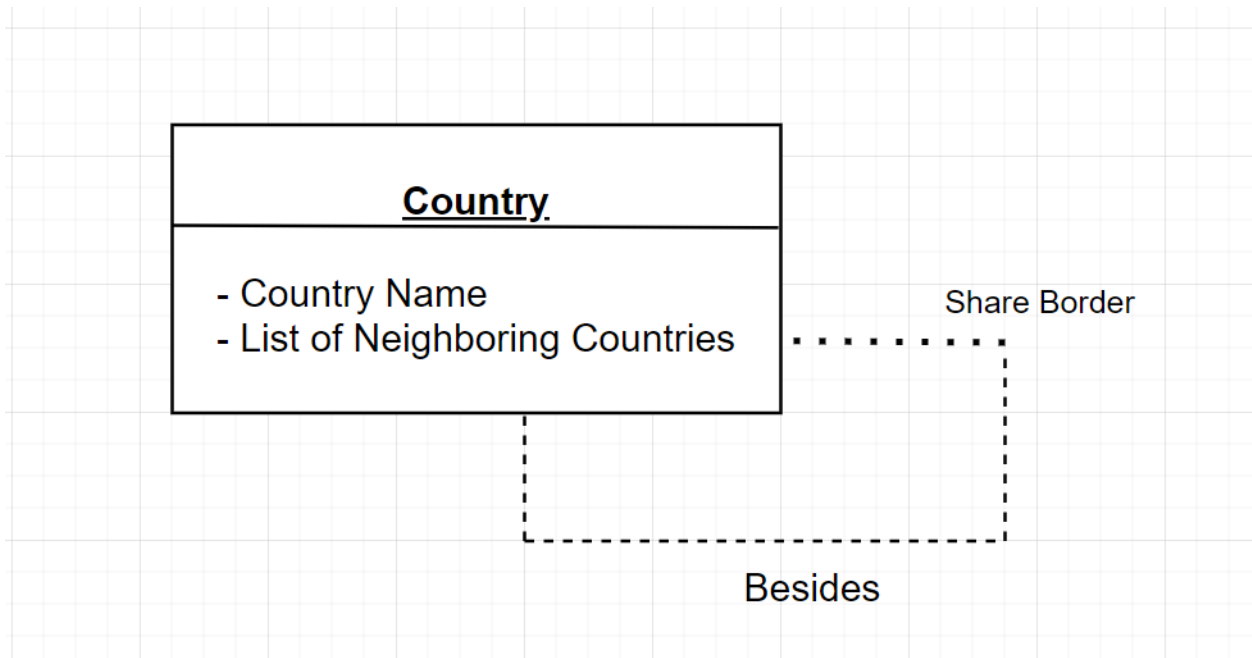 Country
- Country Name
- List of Neighboring Countries
Share Border
Besides